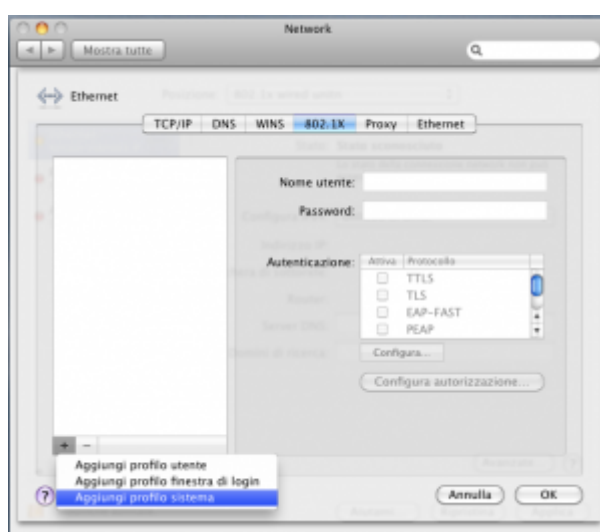 Network
Mostra tutte
Ethernet
TCP/IP DNS WINS 802.1X Proxy Ethernet
Nome utente:
Password:
Autenticazione: Attiva Protocollo
TTLS
TLS
EAP-FAST
PEAP
Configura...
Configura autorizzazione...
+ −
Aggiungi profilo utente
Aggiungi profilo finestra di login
Aggiungi profilo sistema
? Annulla OK